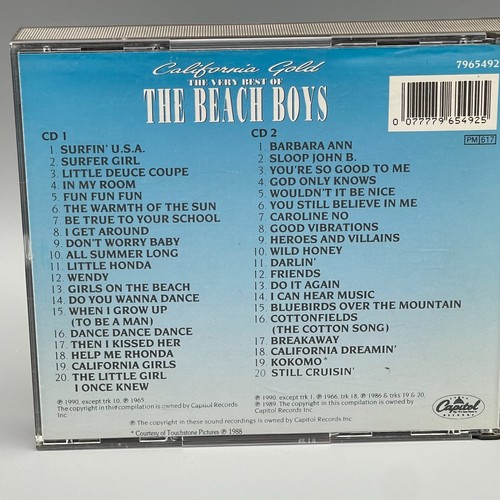 California Gold
THE VERY BEST OF
THE BEACH BOYS
7965492
0 077779 654925
PM 617
CD 1
1 SURFIN' U.S.A.
2 SURFER GIRL
3 LITTLE DEUCE COUPE
4 IN MY ROOM
5 FUN FUN FUN
6 THE WARMTH OF THE SUN
7 BE TRUE TO YOUR SCHOOL
8 I GET AROUND
9 DON'T WORRY BABY
10 ALL SUMMER LONG
11 LITTLE HONDA
12 WENDY
13 GIRLS ON THE BEACH
14 DO YOU WANNA DANCE
15 WHEN I GROW UP
(TO BE A MAN)
16 DANCE DANCE DANCE
17 THEN I KISSED HER
18 HELP ME RHONDA
19 CALIFORNIA GIRLS
20. THE LITTLE GIRL
I ONCE KNEW
℗ 1990, except trk 10, ℗ 1965.
The copyright in this compilation is owned by Capitol Records
Inc
CD 2
1 BARBARA ANN
2 SLOOP JOHN B.
3 YOU'RE SO GOOD TO ME
4 GOD ONLY KNOWS
5 WOULDN'T IT BE NICE
6 YOU STILL BELIEVE IN ME
7 CAROLINE NO
8 GOOD VIBRATIONS
9 HEROES AND VILLAINS
10 WILD HONEY
11 DARLIN'
12 FRIENDS
13 DO IT AGAIN
14 I CAN HEAR MUSIC
15 BLUEBIRDS OVER THE MOUNTAIN
16 COTTONFIELDS
(THE COTTON SONG)
17 BREAKAWAY
18 CALIFORNIA DREAMIN'
19 KOKOMO*
20 STILL CRUISIN'
℗ 1990, except trk 1, ℗ 1966, trk 18, ℗ 1986 & trks 19 & 20,
℗ 1989. The copyright in this compilation is owned by Capitol Records
Inc
℗ The copyright in these sound recordings is owned by Capitol Records Inc.
* Courtesy of Touchstone Pictures ℗ 1988
Capitol
RECORDS